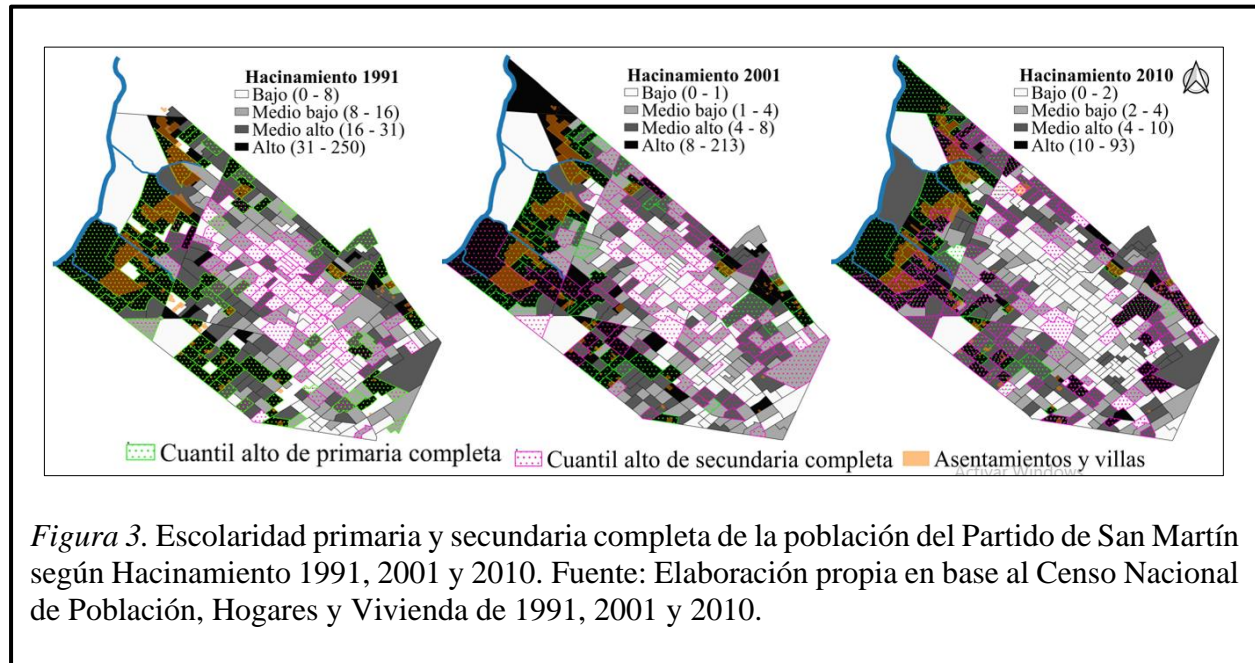 Hacinamiento 1991
Bajo (0 - 8)
Medio bajo (8 - 16)
Medio alto (16 - 31)
Alto (31 - 250)
Hacinamiento 2001
Bajo (0 - 1)
Medio bajo (1 - 4)
Medio alto (4 - 8)
Alto (8 - 213)
Hacinamiento 2010
Bajo (0 - 2)
Medio bajo (2 - 4)
Medio alto (4 - 10)
Alto (10 - 93)
Cuantil alto de primaria completa
Cuantil alto de secundaria completa
Asentamientos y villas
Activar Windows
Figura 3. Escolaridad primaria y secundaria completa de la población del Partido de San Martín
según Hacinamiento 1991, 2001 y 2010. Fuente: Elaboración propia en base al Censo Nacional
de Población, Hogares y Vivienda de 1991, 2001 y 2010.